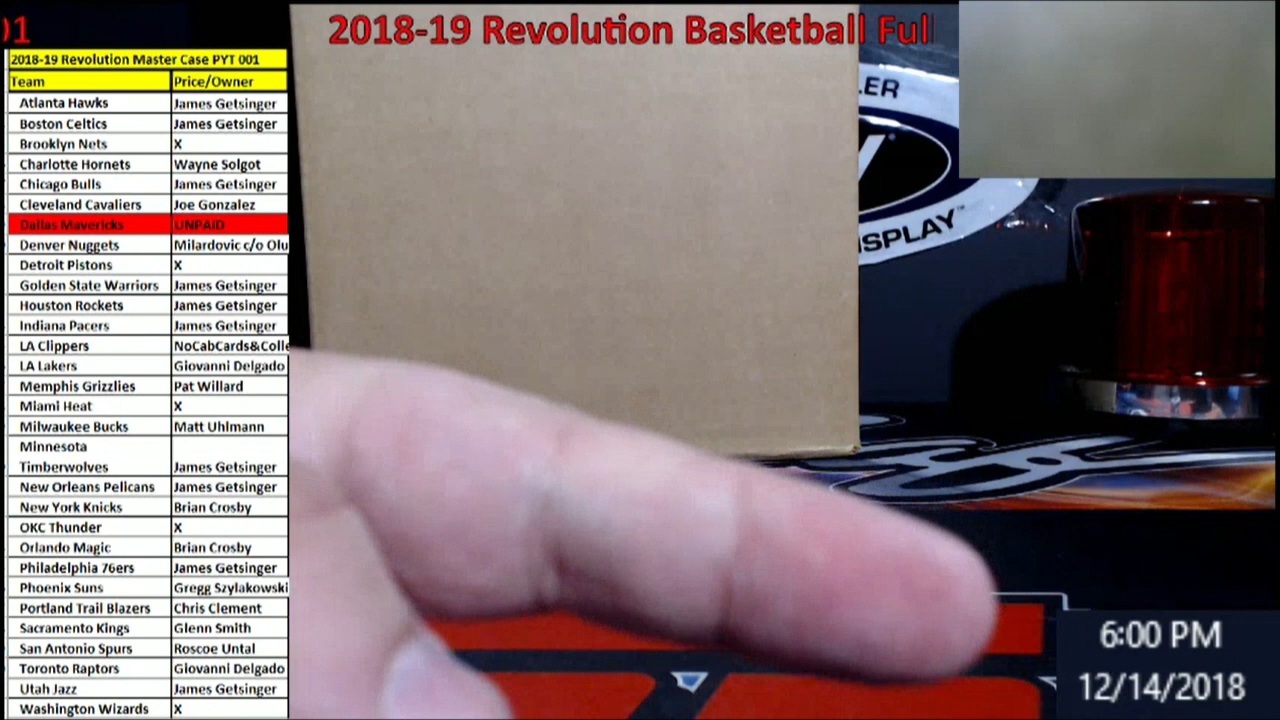 01
2018-19 Revolution Basketball Ful
2018-19 Revolution Master Case PYT 001
Team Price/Owner
Atlanta Hawks James Getsinger
Boston Celtics James Getsinger
Brooklyn Nets X
Charlotte Hornets Wayne Solgot
Chicago Bulls James Getsinger
Cleveland Cavaliers Joe Gonzalez
Dallas Mavericks UNPAID
Denver Nuggets Milardovic c/o Olu
Detroit Pistons X
Golden State Warriors James Getsinger
Houston Rockets James Getsinger
Indiana Pacers James Getsinger
LA Clippers NoCabCards&Colle
LA Lakers Giovanni Delgado
Memphis Grizzlies Pat Willard
Miami Heat X
Milwaukee Bucks Matt Uhlmann
Minnesota
Timberwolves James Getsinger
New Orleans Pelicans James Getsinger
New York Knicks Brian Crosby
OKC Thunder X
Orlando Magic Brian Crosby
Philadelphia 76ers James Getsinger
Phoenix Suns Gregg Szylakowski
Portland Trail Blazers Chris Clement
Sacramento Kings Glenn Smith
San Antonio Spurs Roscoe Untal
Toronto Raptors Giovanni Delgado
Utah Jazz James Getsinger
Washington Wizards X
LER
ISPLAY™
6:00 PM
12/14/2018